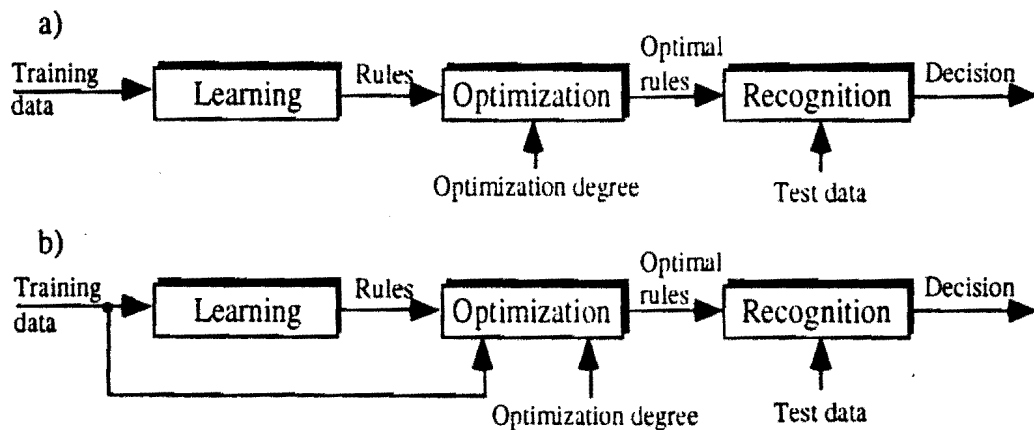 a)
Training
data
Learning
Rules
Optimization
Optimal
rules
Recognition
Decision
Optimization degree
Test data
b)
Training
data
Learning
Rules
Optimization
Optimal
rules
Recognition
Decision
Optimization degree
Test data